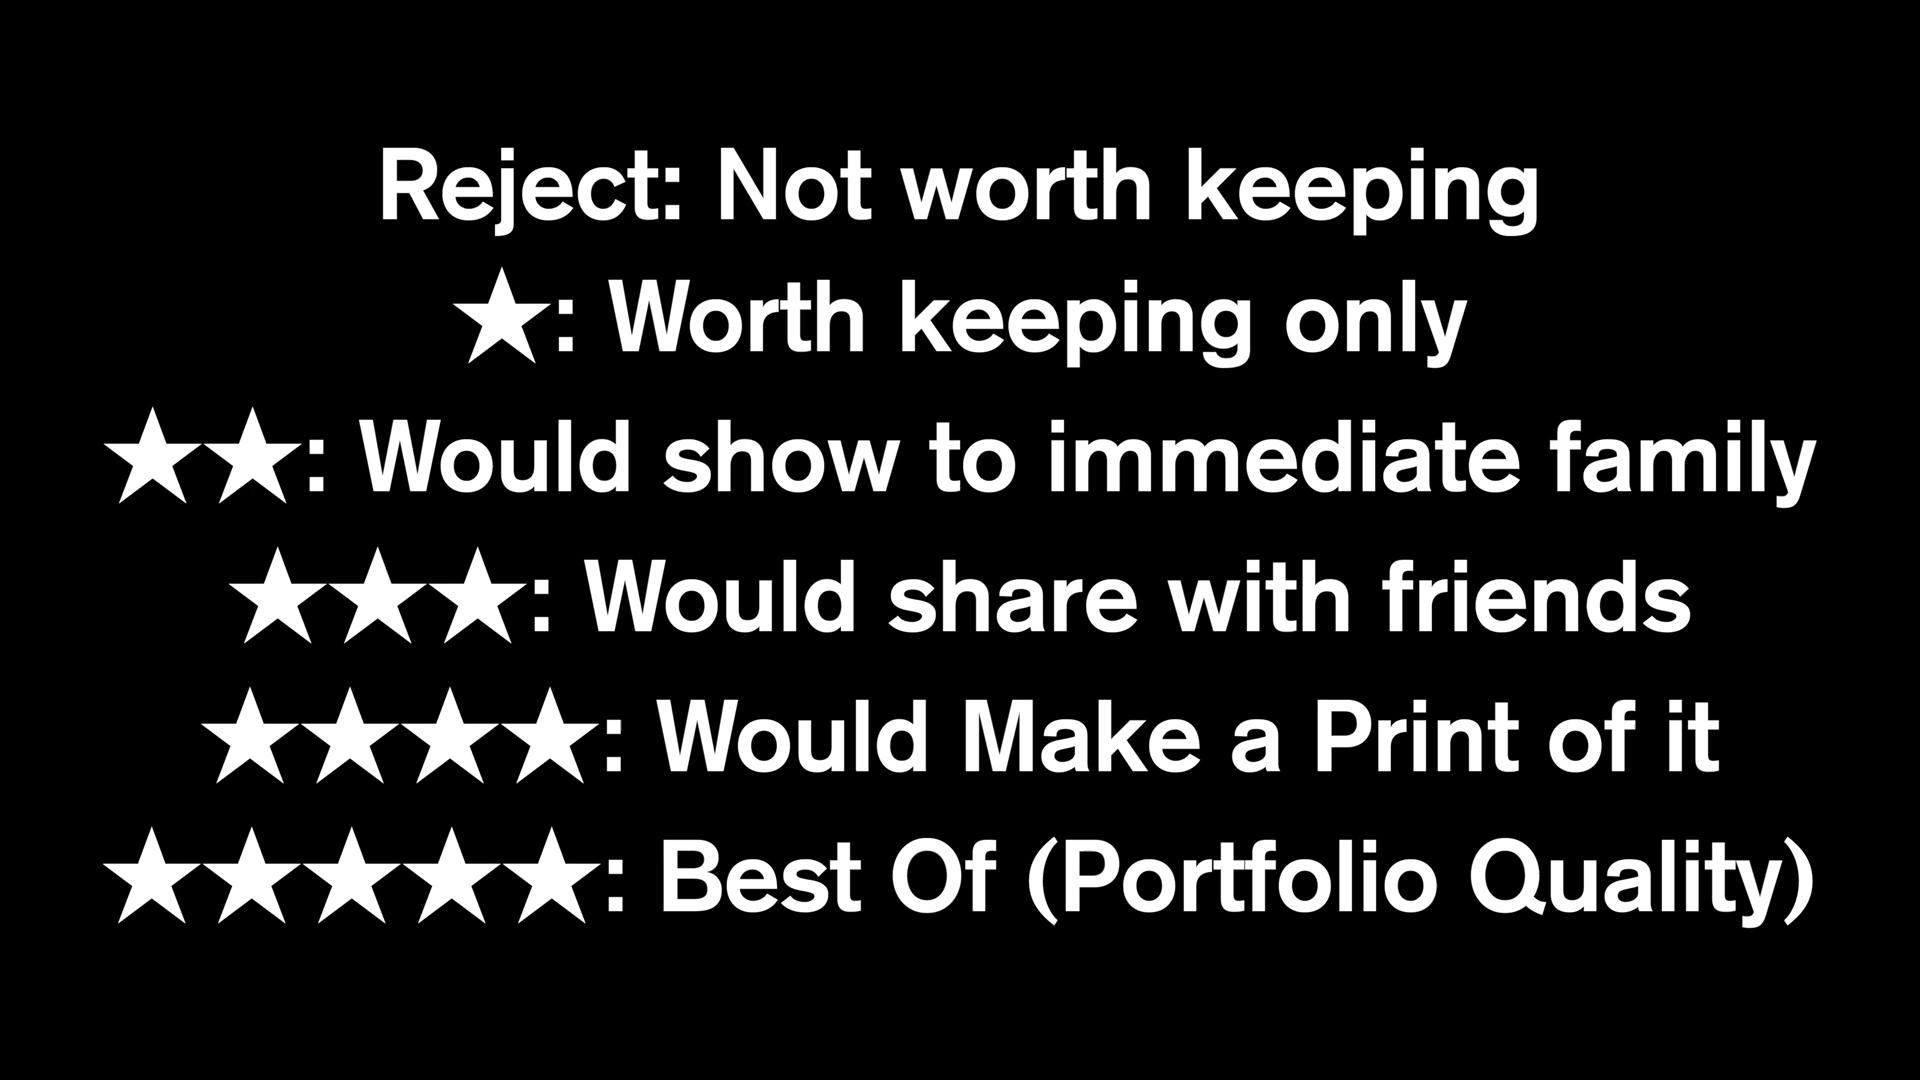 Reject: Not worth keeping
★: Worth keeping only
★★: Would show to immediate family
★★★: Would share with friends
★★★★: Would Make a Print of it
★★★★★: Best Of (Portfolio Quality)